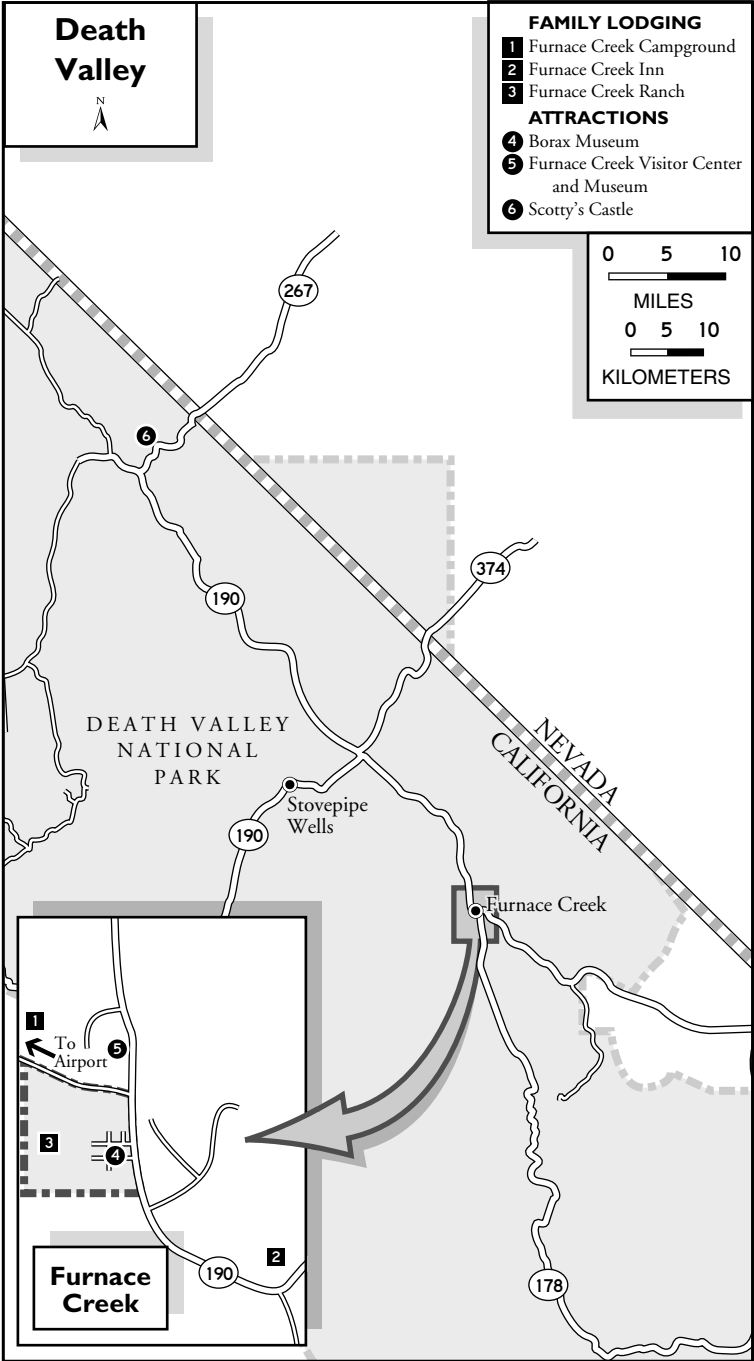 Death
Valley
N
FAMILY LODGING
1 Furnace Creek Campground
2 Furnace Creek Inn
3 Furnace Creek Ranch
ATTRACTIONS
4 Borax Museum
5 Furnace Creek Visitor Center
and Museum
6 Scotty’s Castle
0 5 10
MILES
0 5 10
KILOMETERS
267
6
374
190
DEATH VALLEY
NATIONAL
PARK
NEVADA
CALIFORNIA
Stovepipe
Wells
190
Furnace Creek
1
To
Airport
5
3
4
2
190
Furnace
Creek
178